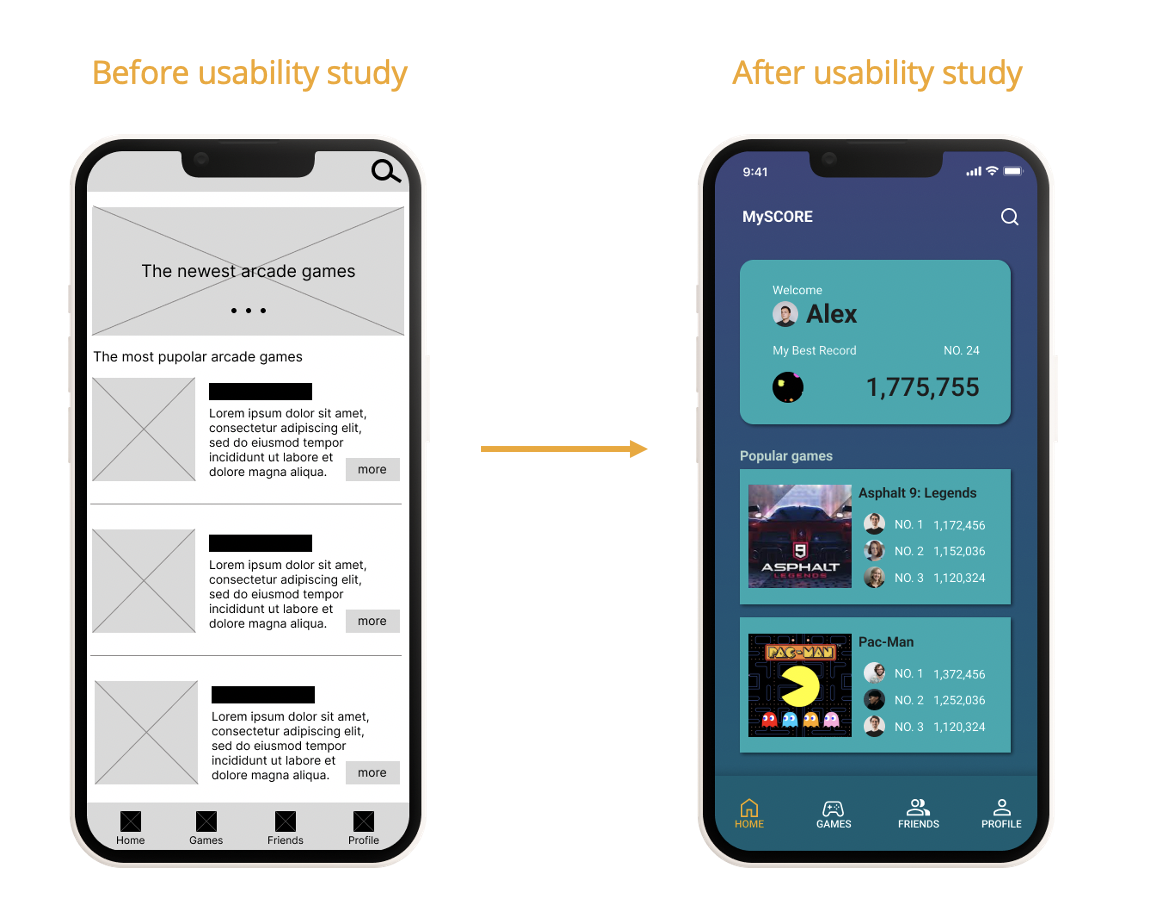 Before usability study
After usability study
The newest arcade games
The most pupolar arcade games
Lorem ipsum dolor sit amet,
consectetur adipiscing elit,
sed do eiusmod tempor
incididunt ut labore et
dolore magna aliqua.
more
Lorem ipsum dolor sit amet,
consectetur adipiscing elit,
sed do eiusmod tempor
incididunt ut labore et
dolore magna aliqua.
more
Lorem ipsum dolor sit amet,
consectetur adipiscing elit,
sed do eiusmod tempor
incididunt ut labore et
dolore magna aliqua.
more
Home Games Friends Profile
9:41
MySCORE
Welcome
Alex
My Best Record NO. 24
1,775,755
Popular games
Asphalt 9: Legends
NO. 1 1,172,456
NO. 2 1,152,036
NO. 3 1,120,324
9
ASPHALT
LEGENDS
Pac-Man
PAC-MAN
NO. 1 1,372,456
NO. 2 1,252,036
NO. 3 1,120,324
HOME GAMES FRIENDS PROFILE